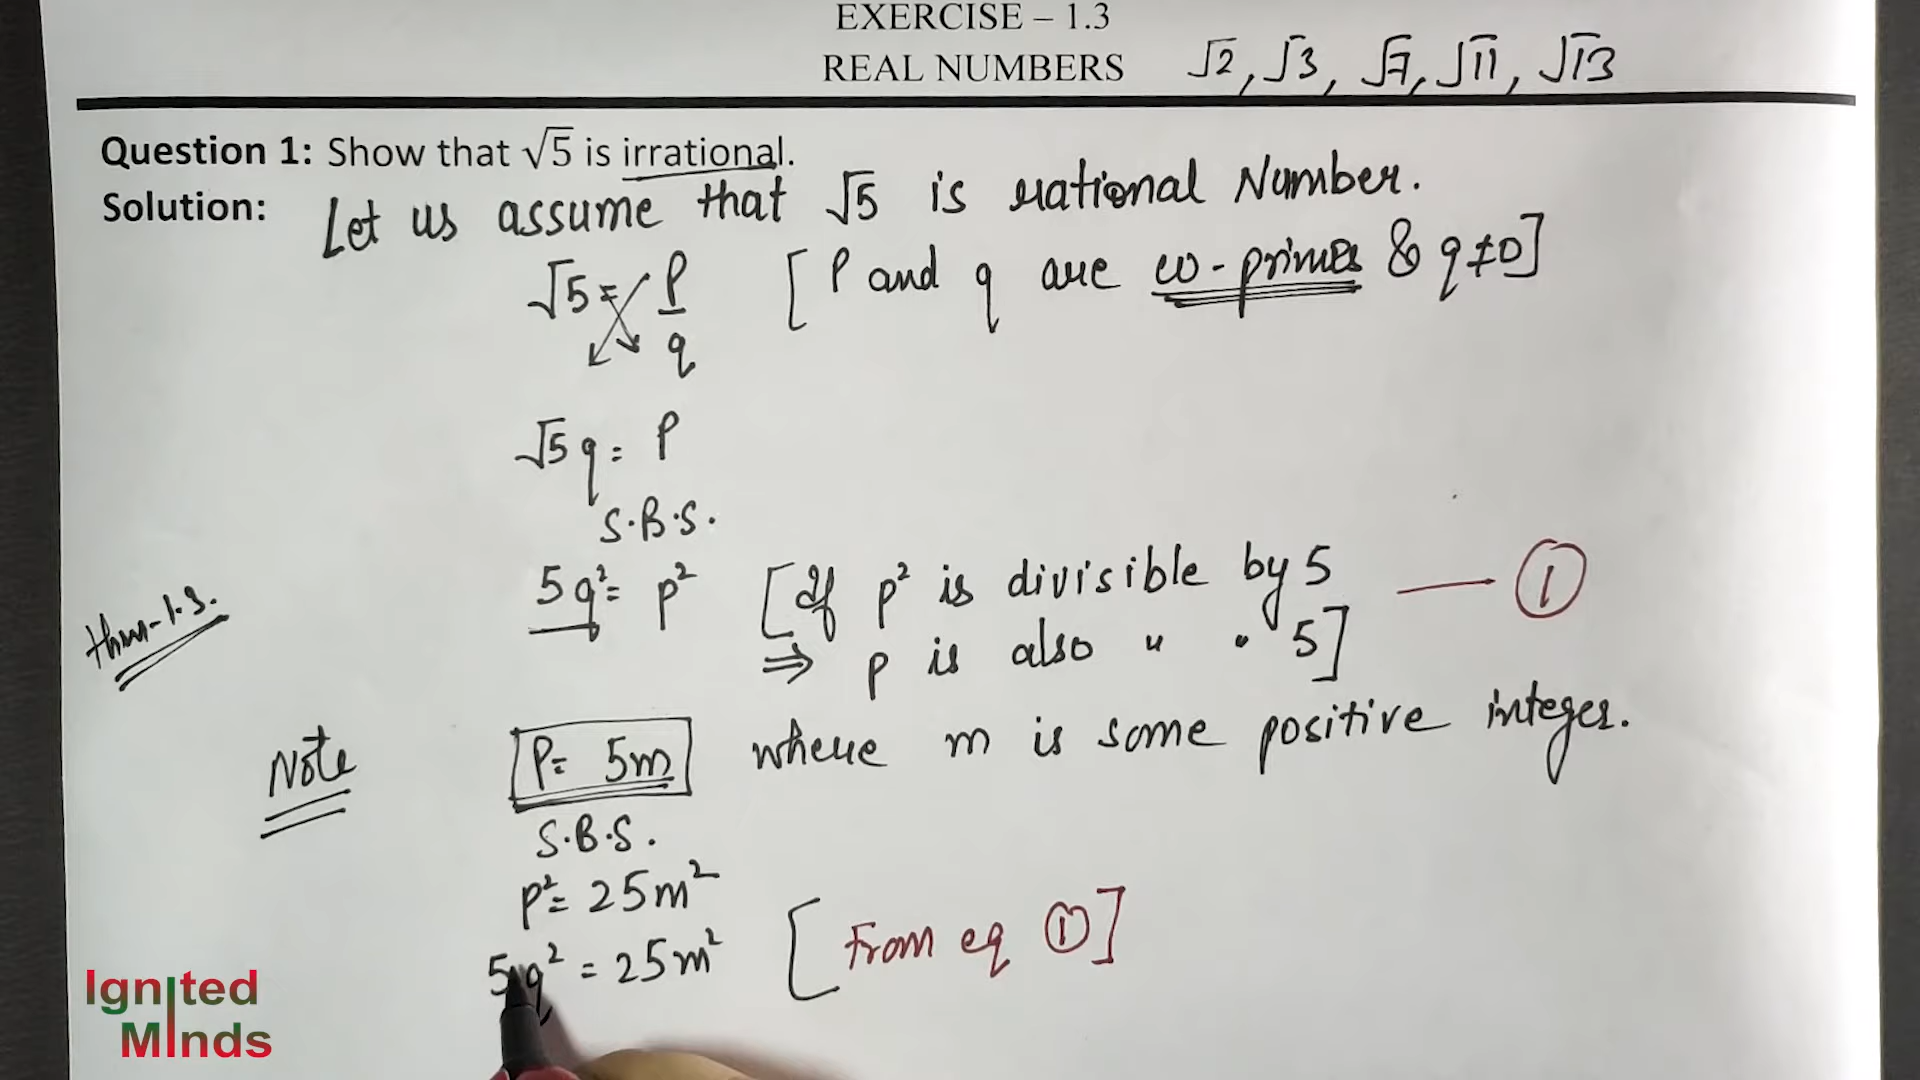 EXERCISE – 1.3
REAL NUMBERS √2, √3, √7, √11, √13
Question 1: Show that √5 is irrational.
Solution: Let us assume that √5 is rational Number.
√5 = p/q [P and q are co-primes & q≠0]
√5q = P
S.B.S.
5q² = p² [If p² is divisible by 5 — ①
⇒ p is also " " 5]
thm-1.3.
Note P = 5m where m is some positive integer.
S.B.S.
p² = 25m²
5q² = 25m² [From eq ①]
Ignited
Minds